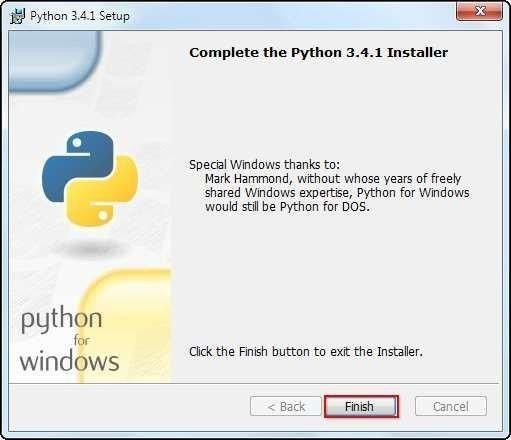 Python 3.4.1 Setup
Complete the Python 3.4.1 Installer
Special Windows thanks to:
Mark Hammond, without whose years of freely
shared Windows expertise, Python for Windows
would still be Python for DOS.
python
for
windows
Click the Finish button to exit the Installer.
< Back
Finish
Cancel